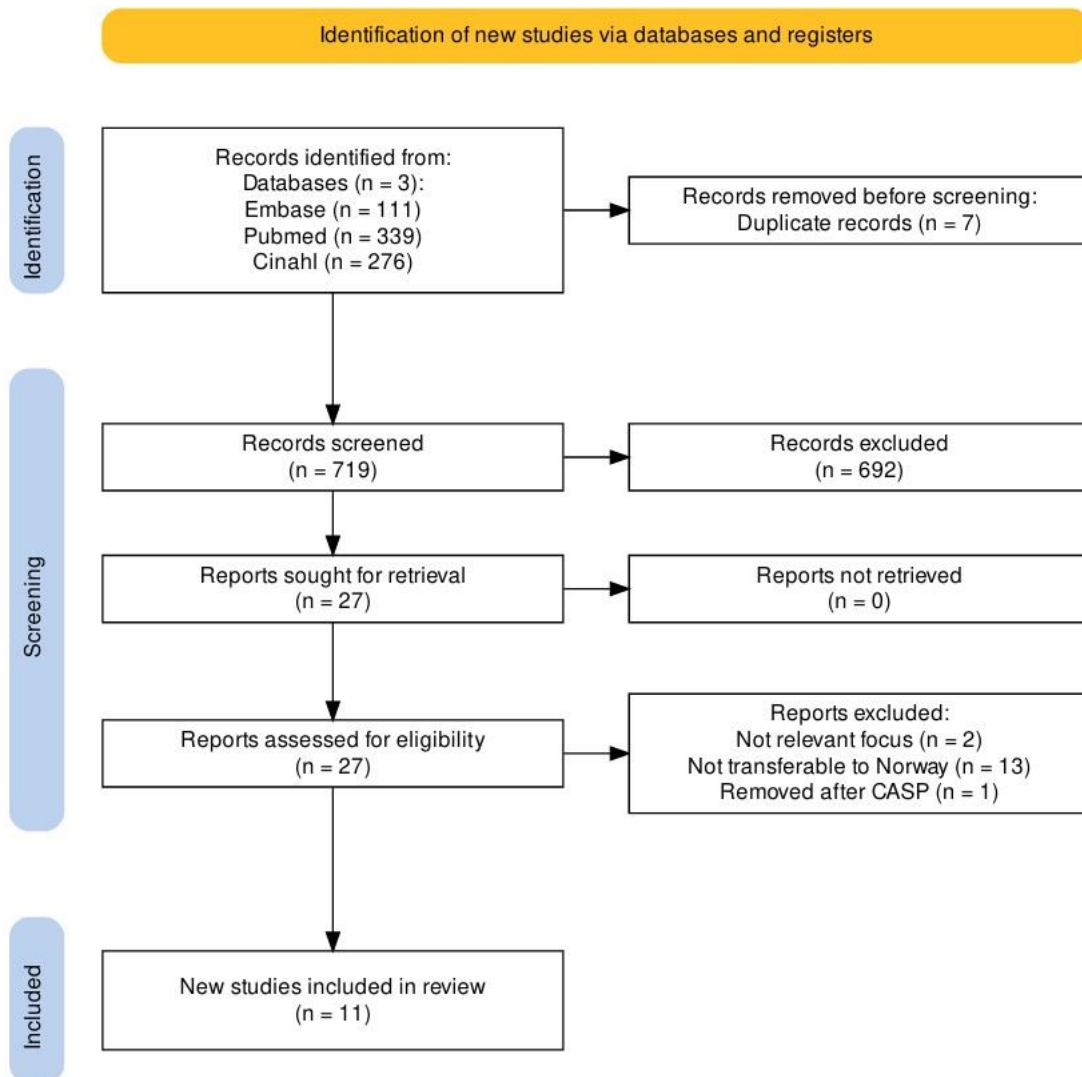 Identification of new studies via databases and registers
Identification
Records identified from:
Databases (n = 3):
Embase (n = 111)
Pubmed (n = 339)
Cinahl (n = 276)
Records removed before screening:
Duplicate records (n = 7)
Screening
Records screened
(n = 719)
Records excluded
(n = 692)
Reports sought for retrieval
(n = 27)
Reports not retrieved
(n = 0)
Reports assessed for eligibility
(n = 27)
Reports excluded:
Not relevant focus (n = 2)
Not transferable to Norway (n = 13)
Removed after CASP (n = 1)
Included
New studies included in review
(n = 11)